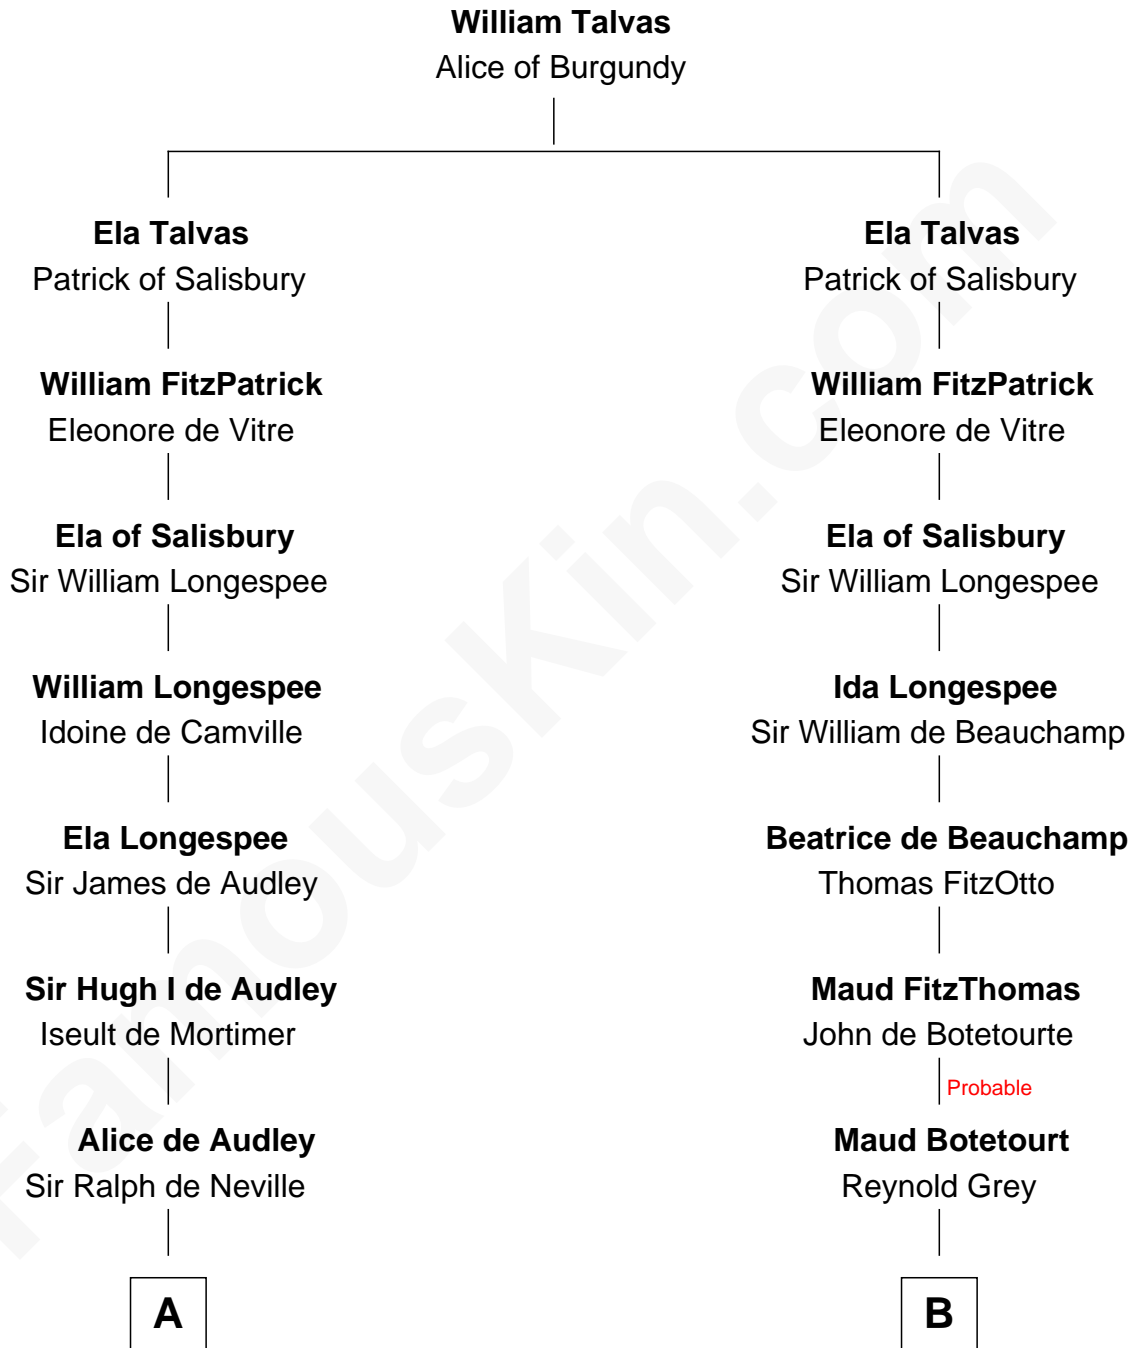 William Talvas
Alice of Burgundy
Ela Talvas
Patrick of Salisbury
William FitzPatrick
Eleonore de Vitre
Ela of Salisbury
Sir William Longespee
William Longespee
Idoine de Camville
Ela Longespee
Sir James de Audley
Sir Hugh I de Audley
Iseult de Mortimer
Alice de Audley
Sir Ralph de Neville
A
Ela Talvas
Patrick of Salisbury
William FitzPatrick
Eleonore de Vitre
Ela of Salisbury
Sir William Longespee
Ida Longespee
Sir William de Beauchamp
Beatrice de Beauchamp
Thomas FitzOtto
Maud FitzThomas
John de Botetourte
Probable
Maud Botetourt
Reynold Grey
B
FamousKin.com